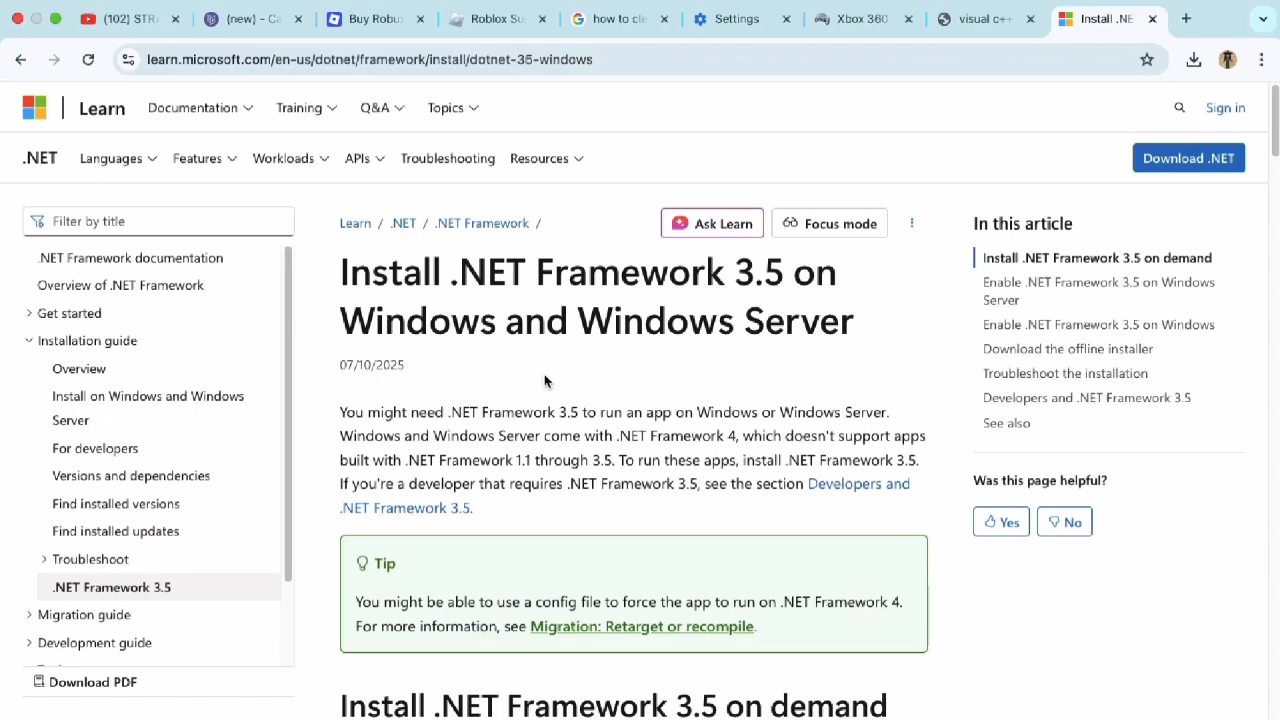 (102) STRA
(new) - Ca
Buy Robu
Roblox Su
how to cle
Settings
Xbox 360
visual c++
Install .NE
learn.microsoft.com/en-us/dotnet/framework/install/dotnet-35-windows
Learn
Documentation
Training
Q&A
Topics
Sign in
.NET
Languages
Features
Workloads
APIs
Troubleshooting
Resources
Download .NET
Filter by title
.NET Framework documentation
Overview of .NET Framework
Get started
Installation guide
Overview
Install on Windows and Windows
Server
For developers
Versions and dependencies
Find installed versions
Find installed updates
Troubleshoot
.NET Framework 3.5
Migration guide
Development guide
Download PDF
Learn / .NET / .NET Framework /
Ask Learn
Focus mode
Install .NET Framework 3.5 on
Windows and Windows Server
07/10/2025
You might need .NET Framework 3.5 to run an app on Windows or Windows Server.
Windows and Windows Server come with .NET Framework 4, which doesn't support apps
built with .NET Framework 1.1 through 3.5. To run these apps, install .NET Framework 3.5.
If you're a developer that requires .NET Framework 3.5, see the section Developers and
.NET Framework 3.5.
Tip
You might be able to use a config file to force the app to run on .NET Framework 4.
For more information, see Migration: Retarget or recompile.
Install .NET Framework 3.5 on demand
In this article
Install .NET Framework 3.5 on demand
Enable .NET Framework 3.5 on Windows
Server
Enable .NET Framework 3.5 on Windows
Download the offline installer
Troubleshoot the installation
Developers and .NET Framework 3.5
See also
Was this page helpful?
Yes
No